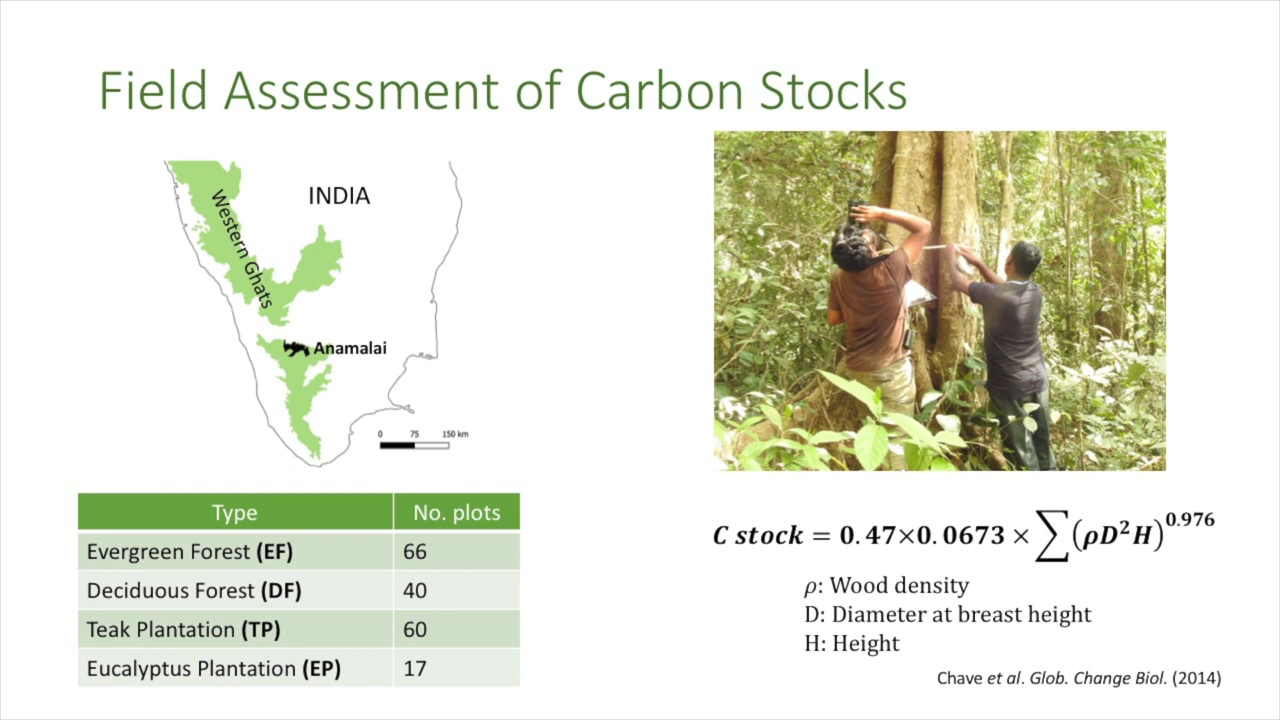 Field Assessment of Carbon Stocks
INDIA
Western Ghats
Anamalai
0 75 150 km
Type No. plots
Evergreen Forest (EF) 66
Deciduous Forest (DF) 40
Teak Plantation (TP) 60
Eucalyptus Plantation (EP) 17
C stock = 0.47×0.0673 × ∑(ρD²H)^0.976
ρ: Wood density
D: Diameter at breast height
H: Height
Chave et al. Glob. Change Biol. (2014)